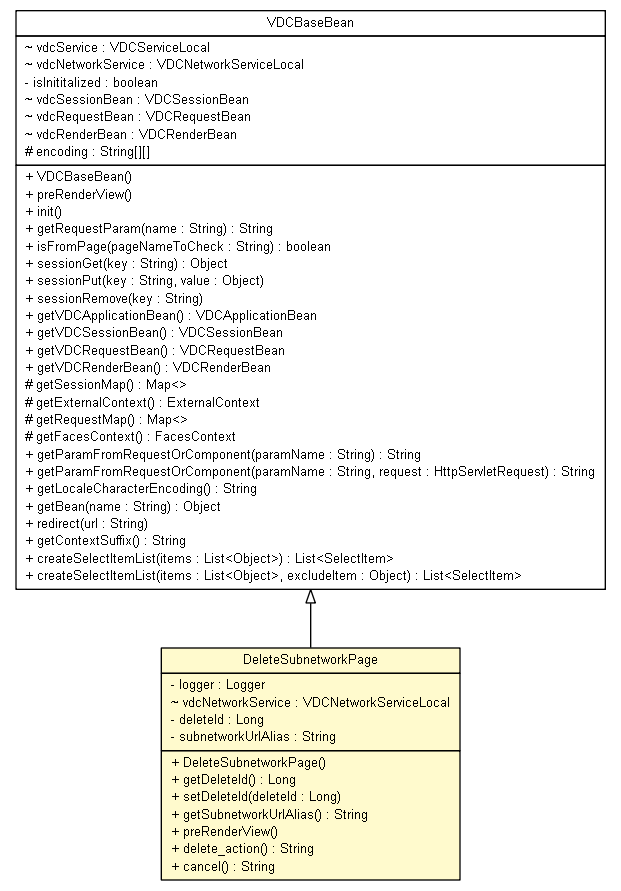 VDCBaseBean
~ vdcService : VDCServiceLocal
~ vdcNetworkService : VDCNetworkServiceLocal
- isInititalized : boolean
~ vdcSessionBean : VDCSessionBean
~ vdcRequestBean : VDCRequestBean
~ vdcRenderBean : VDCRenderBean
# encoding : String[][]
+ VDCBaseBean()
+ preRenderView()
+ init()
+ getRequestParam(name : String) : String
+ isFromPage(pageNameToCheck : String) : boolean
+ sessionGet(key : String) : Object
+ sessionPut(key : String, value : Object)
+ sessionRemove(key : String)
+ getVDCApplicationBean() : VDCApplicationBean
+ getVDCSessionBean() : VDCSessionBean
+ getVDCRequestBean() : VDCRequestBean
+ getVDCRenderBean() : VDCRenderBean
# getSessionMap() : Map<>
# getExternalContext() : ExternalContext
# getRequestMap() : Map<>
# getFacesContext() : FacesContext
+ getParamFromRequestOrComponent(paramName : String) : String
+ getParamFromRequestOrComponent(paramName : String, request : HttpServletRequest) : String
+ getLocaleCharacterEncoding() : String
+ getBean(name : String) : Object
+ redirect(url : String)
+ getContextSuffix() : String
+ createSelectItemList(items : List<Object>) : List<SelectItem>
+ createSelectItemList(items : List<Object>, excludeItem : Object) : List<SelectItem>
DeleteSubnetworkPage
- logger : Logger
~ vdcNetworkService : VDCNetworkServiceLocal
- deleteId : Long
- subnetworkUrlAlias : String
+ DeleteSubnetworkPage()
+ getDeleteId() : Long
+ setDeleteId(deleteId : Long)
+ getSubnetworkUrlAlias() : String
+ preRenderView()
+ delete_action() : String
+ cancel() : String